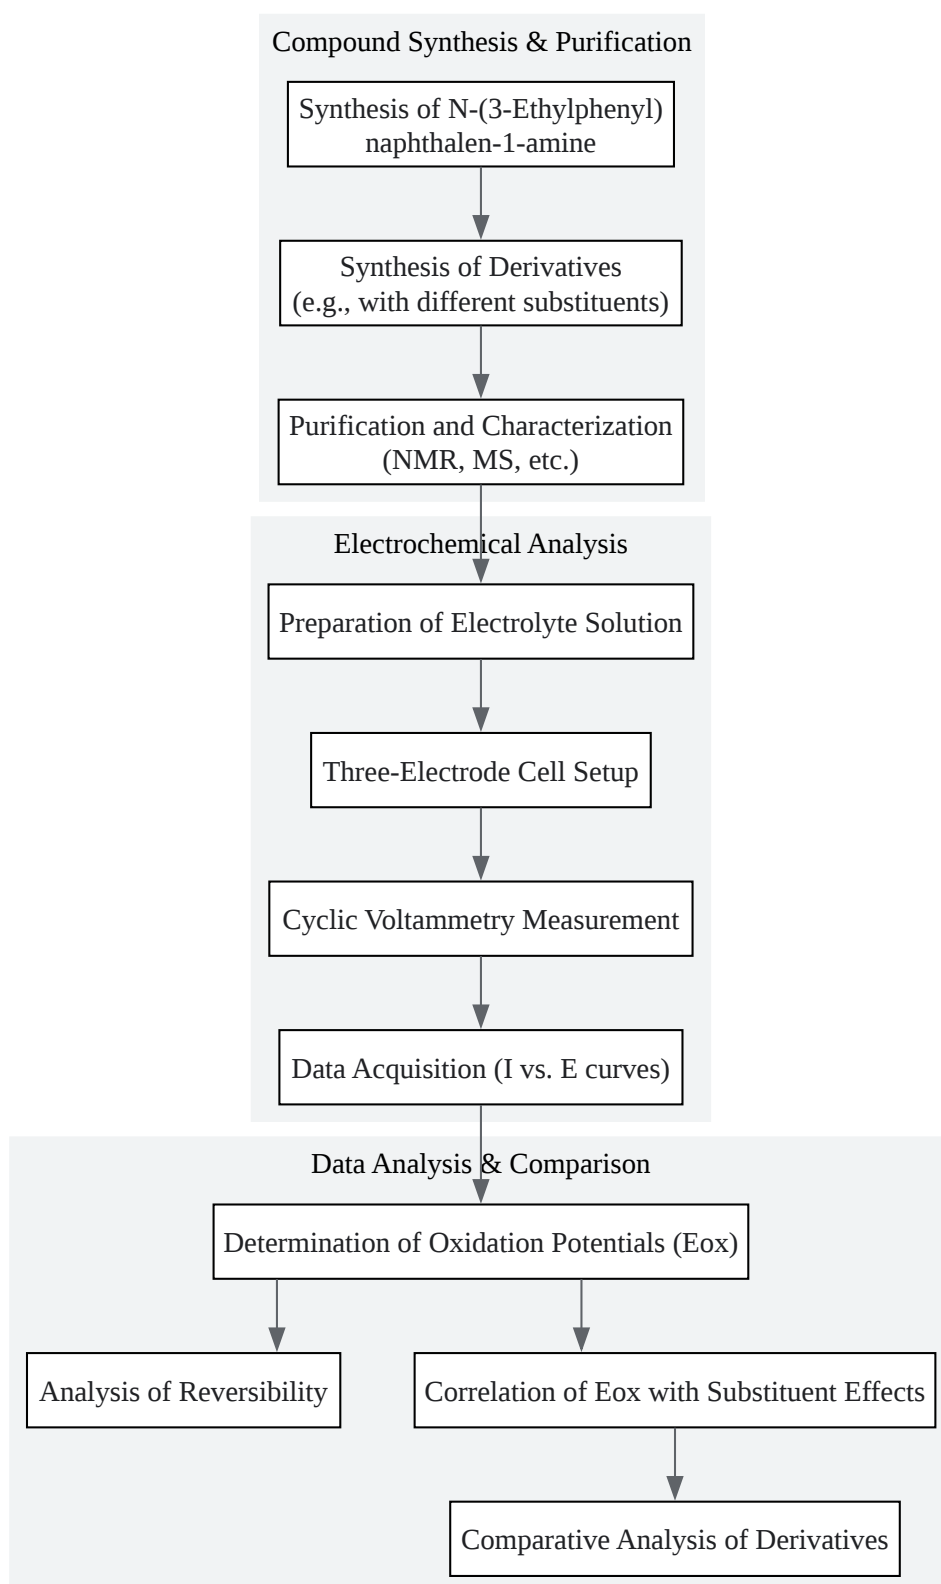 Compound Synthesis & Purification
Synthesis of N-(3-Ethylphenyl)
naphthalen-1-amine
Synthesis of Derivatives
(e.g., with different substituents)
Purification and Characterization
(NMR, MS, etc.)
Electrochemical Analysis
Preparation of Electrolyte Solution
Three-Electrode Cell Setup
Cyclic Voltammetry Measurement
Data Acquisition (I vs. E curves)
Data Analysis & Comparison
Determination of Oxidation Potentials (Eox)
Analysis of Reversibility
Correlation of Eox with Substituent Effects
Comparative Analysis of Derivatives